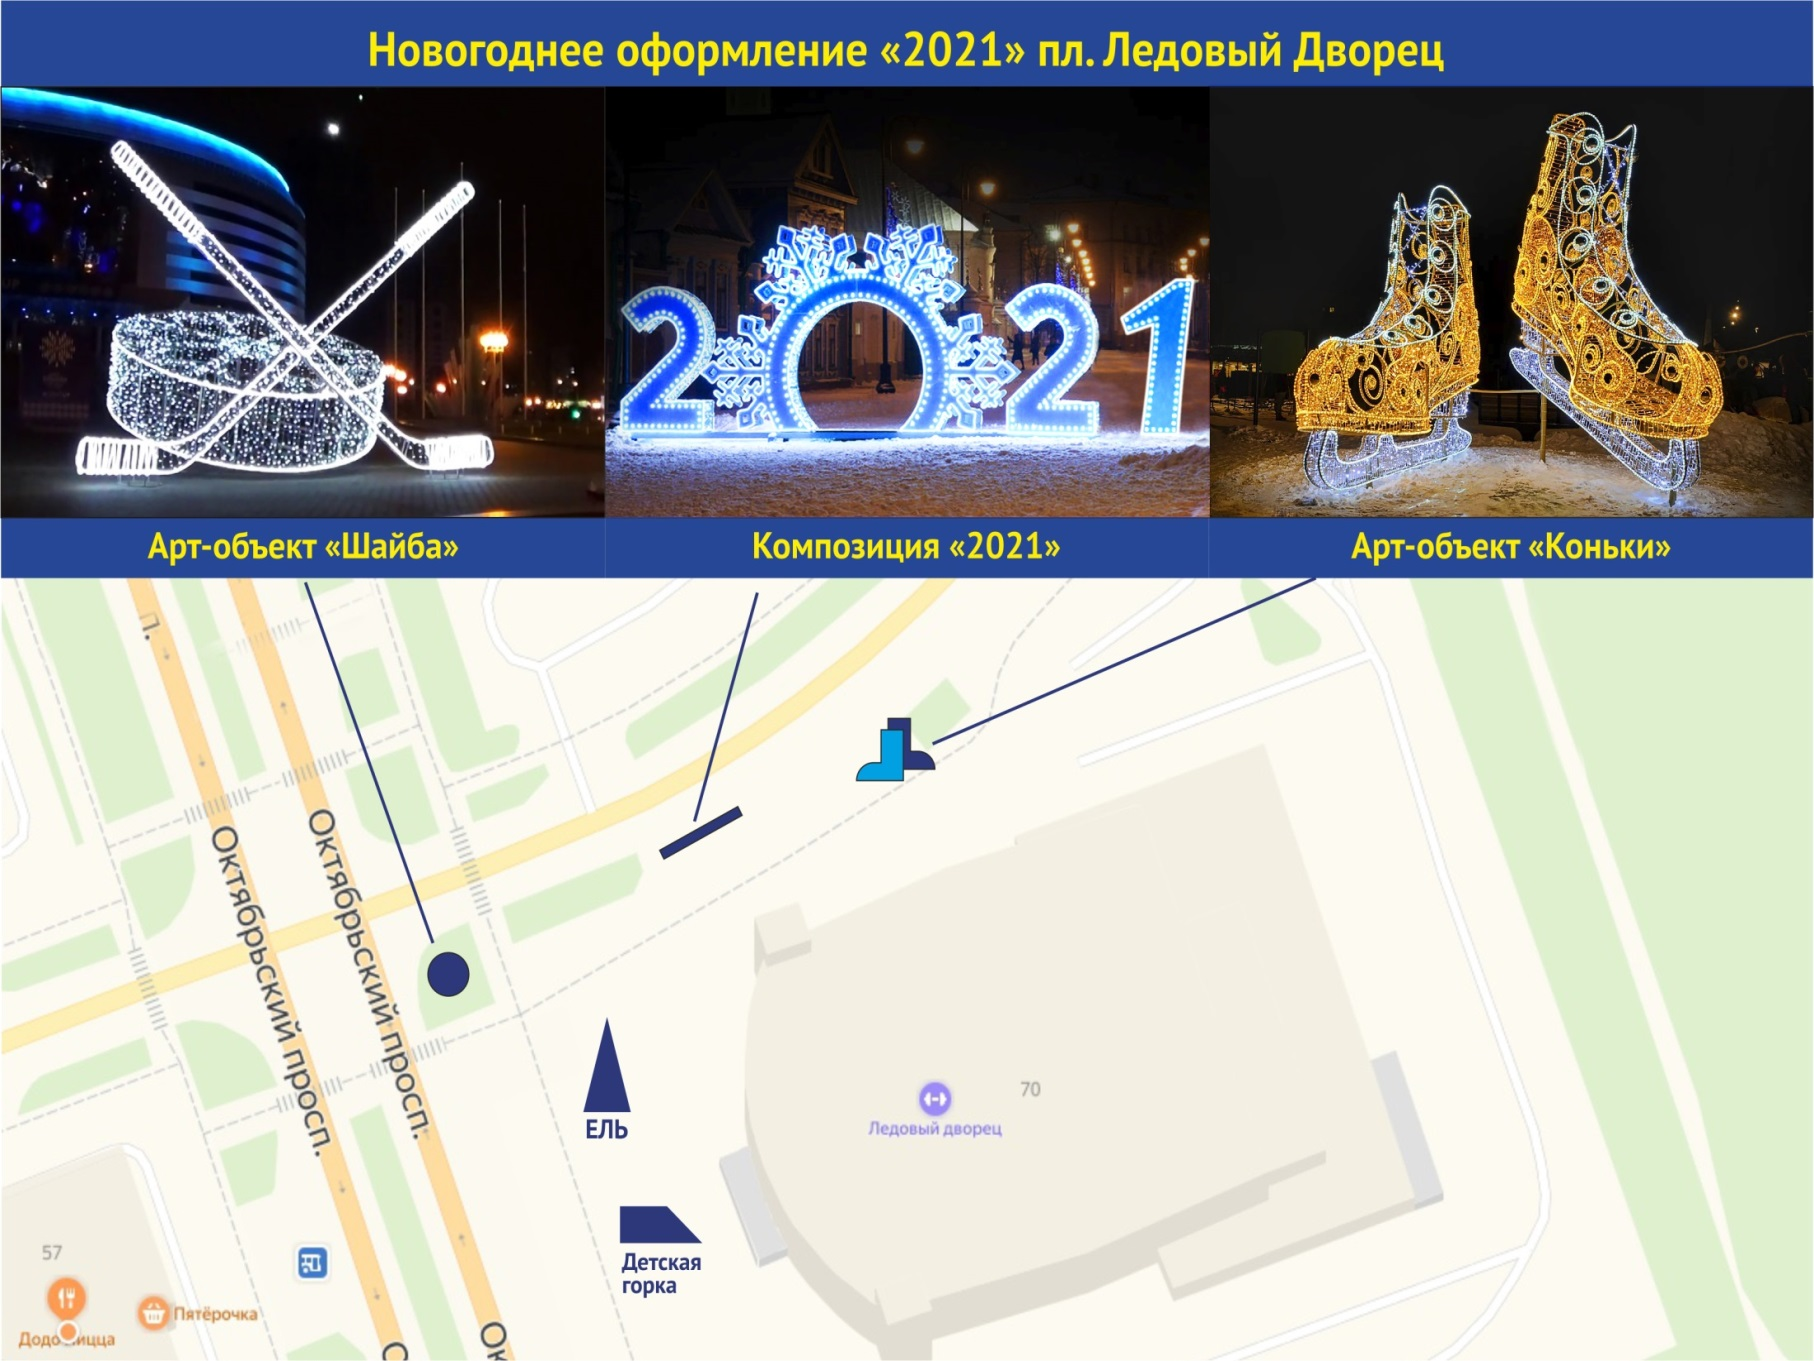 Новогоднее оформление «2021» пл. Ледовый Дворец
2021
Арт-объект «Шайба»
Композиция «2021»
Арт-объект «Коньки»
П.
Октябрьский просп.
Октябрьский просп.
ЕЛЬ
70
Ледовый дворец
Детская
горка
57
Пятёрочка
О
Ок